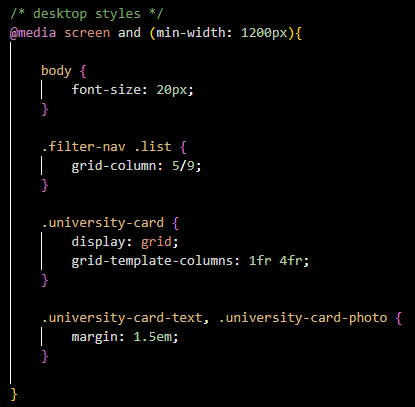 /* desktop styles */
@media screen and (min-width: 1200px){
body {
font-size: 20px;
}
.filter-nav .list {
grid-column: 5/9;
}
.university-card {
display: grid;
grid-template-columns: 1fr 4fr;
}
.university-card-text, .university-card-photo {
margin: 1.5em;
}
}